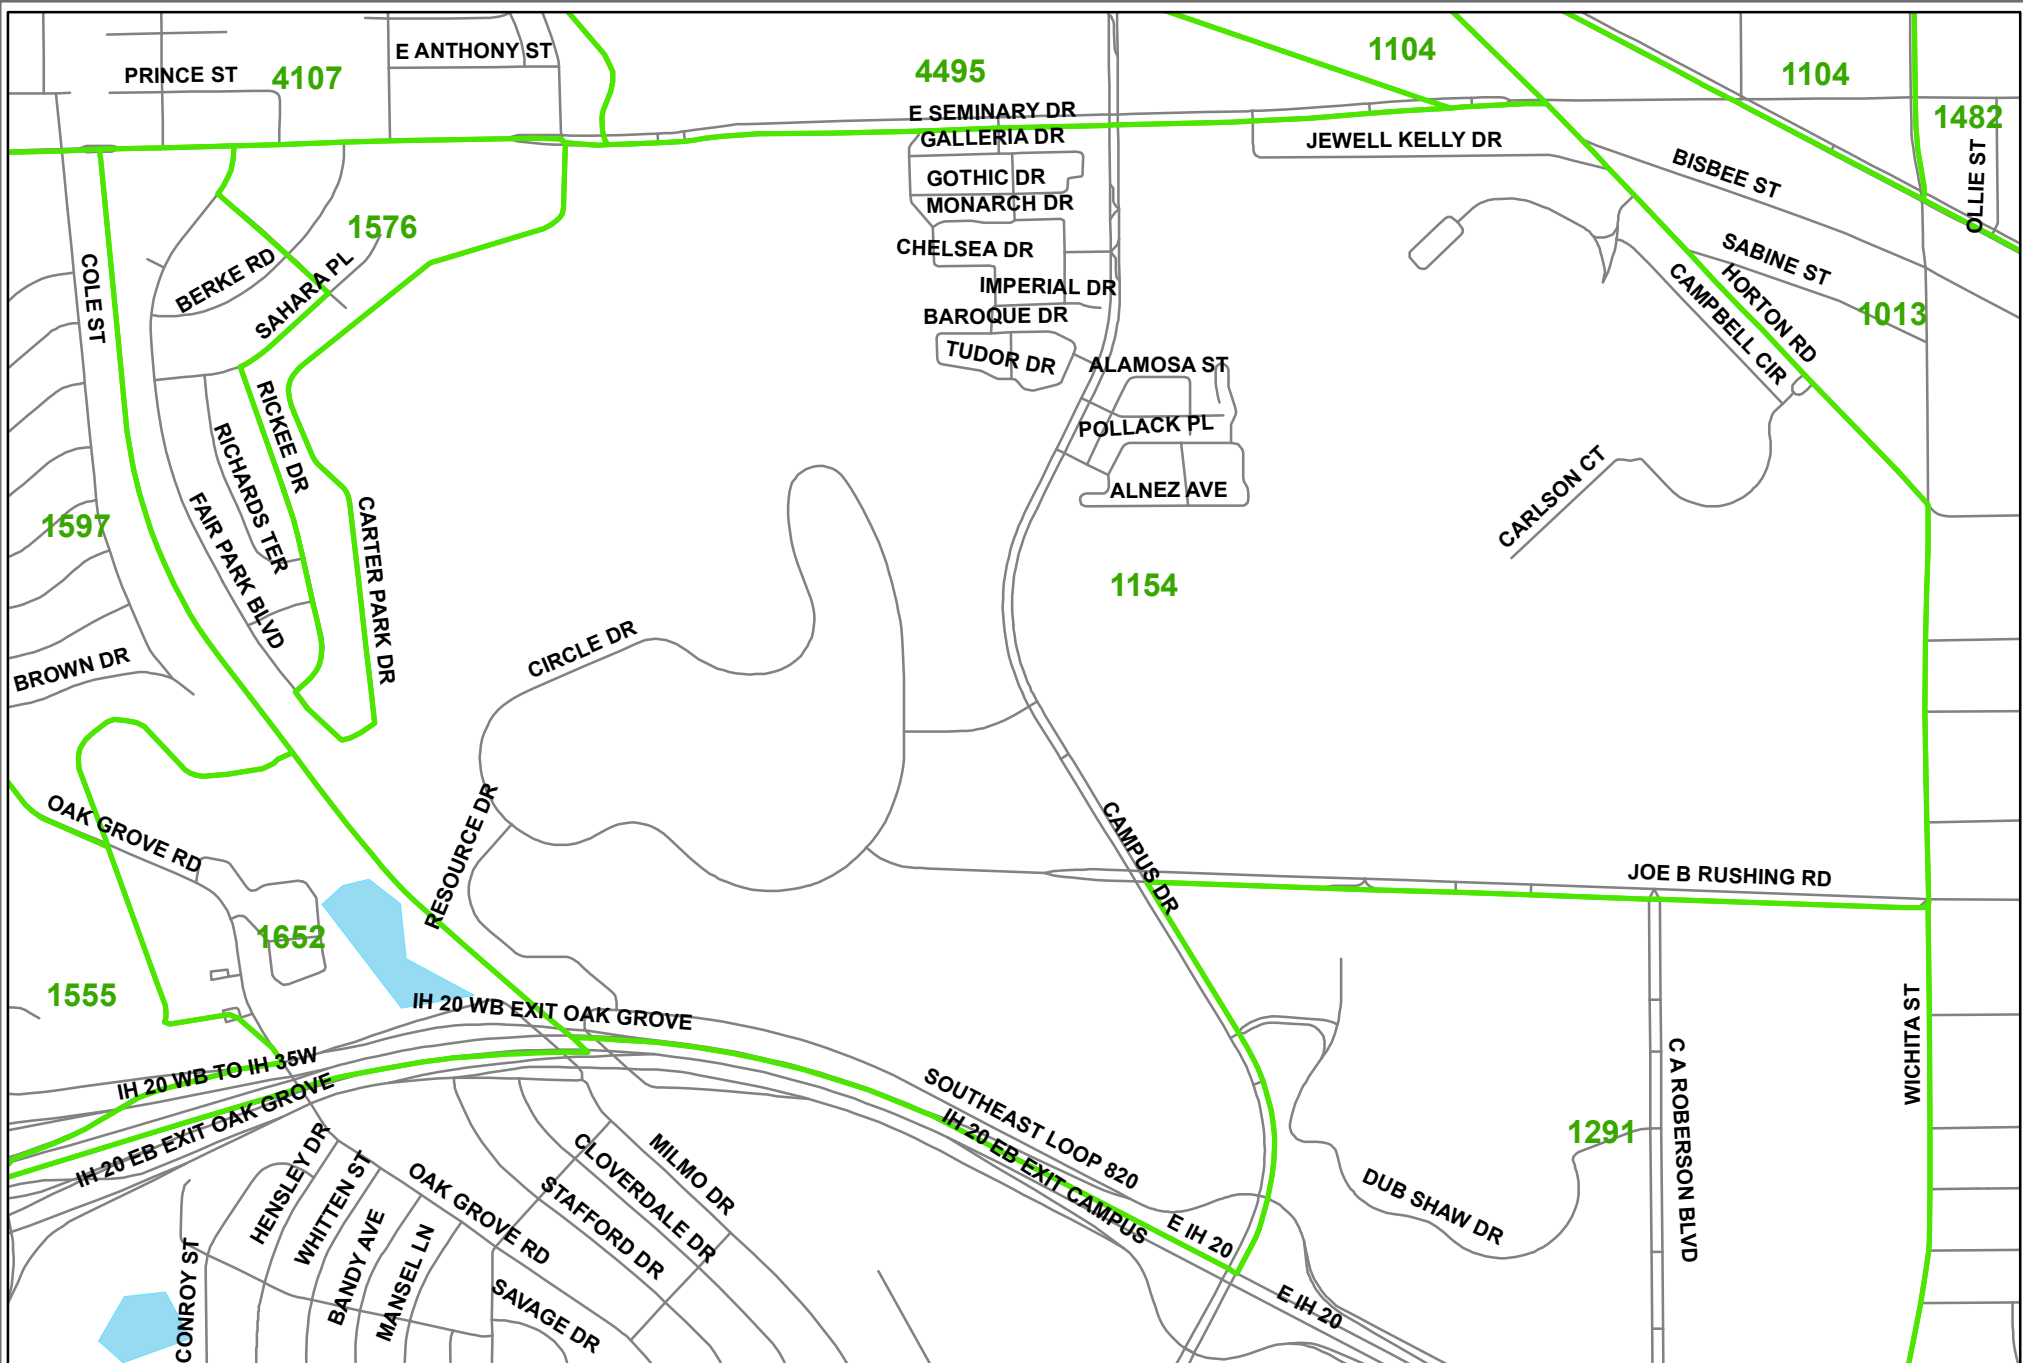 E ANTHONY ST
PRINCE ST
4107
4495
1104
1104
1482
E SEMINARY DR
GALLERIA DR
JEWELL KELLY DR
BISBEE ST
OLLIE ST
GOTHIC DR
MONARCH DR
1576
CHELSEA DR
SABINE ST
COLE ST
BERKE RD
SAHARA PL
IMPERIAL DR
HORTON RD
CAMPBELL CIR
1013
BAROQUE DR
TUDOR DR
ALAMOSA ST
RICKEE DR
POLLACK PL
RICHARDS TER
ALNEZ AVE
CARLSON CT
1597
FAIR PARK BLVD
CARTER PARK DR
1154
CIRCLE DR
BROWN DR
OAK GROVE RD
RESOURCE DR
CAMPUS DR
JOE B RUSHING RD
1652
1555
IH 20 WB EXIT OAK GROVE
WICHITA ST
IH 20 WB TO IH 35W
IH 20 EB EXIT OAK GROVE
SOUTHEAST LOOP 820
IH 20 EB EXIT CAMPUS
C A ROBERSON BLVD
1291
HENSLEY DR
WHITTEN ST
OAK GROVE RD
CLOVERDALE DR
MILMO DR
STAFFORD DR
DUB SHAW DR
E IH 20
BANDY AVE
MANSEL LN
CONROY ST
SAVAGE DR
E IH 20